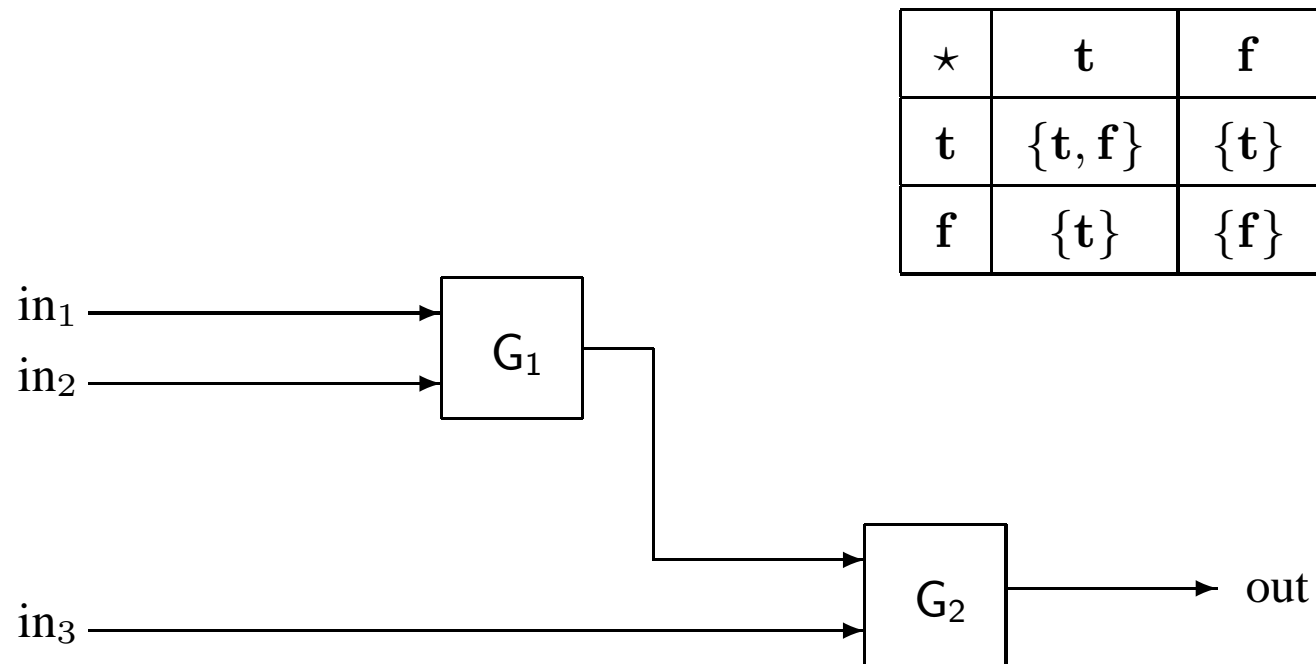 ⋆ t f
t {t, f} {t}
f {t} {f}
in₁
G₁
in₂
G₂
out
in₃